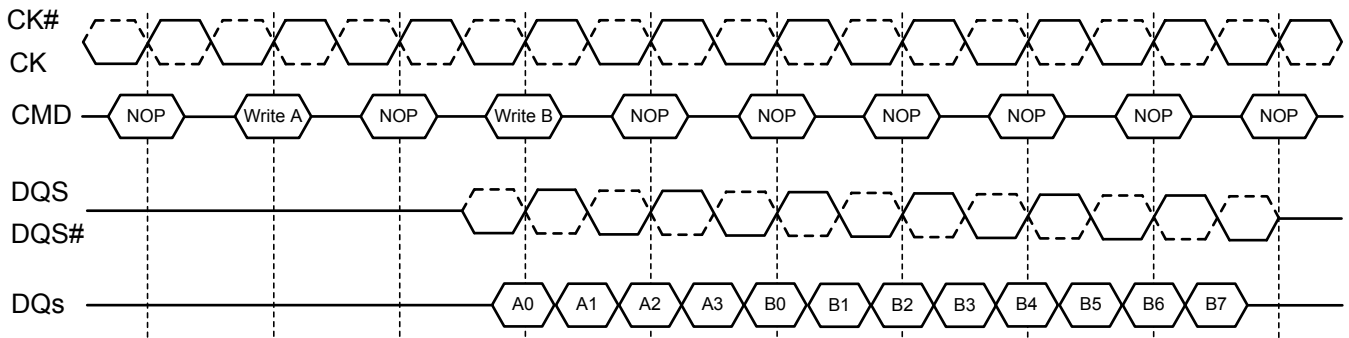 CK#
CK
CMD NOP Write A NOP Write B NOP NOP NOP NOP NOP NOP
DQS
DQS#
DQs A0 A1 A2 A3 B0 B1 B2 B3 B4 B5 B6 B7